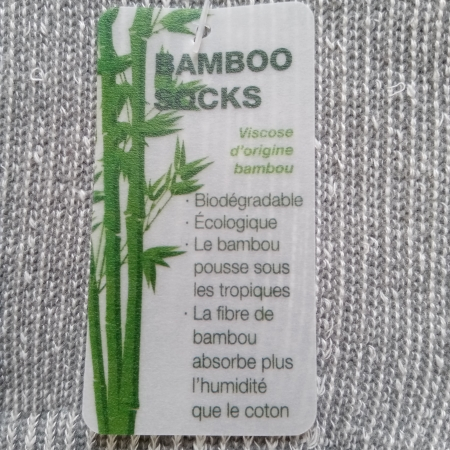 BAMBOO
SOCKS
Viscose
d'origine
bambou
· Biodégradable
· Écologique
· Le bambou
pousse sous
les tropiques
· La fibre de
bambou
absorbe plus
l'humidité
que le coton